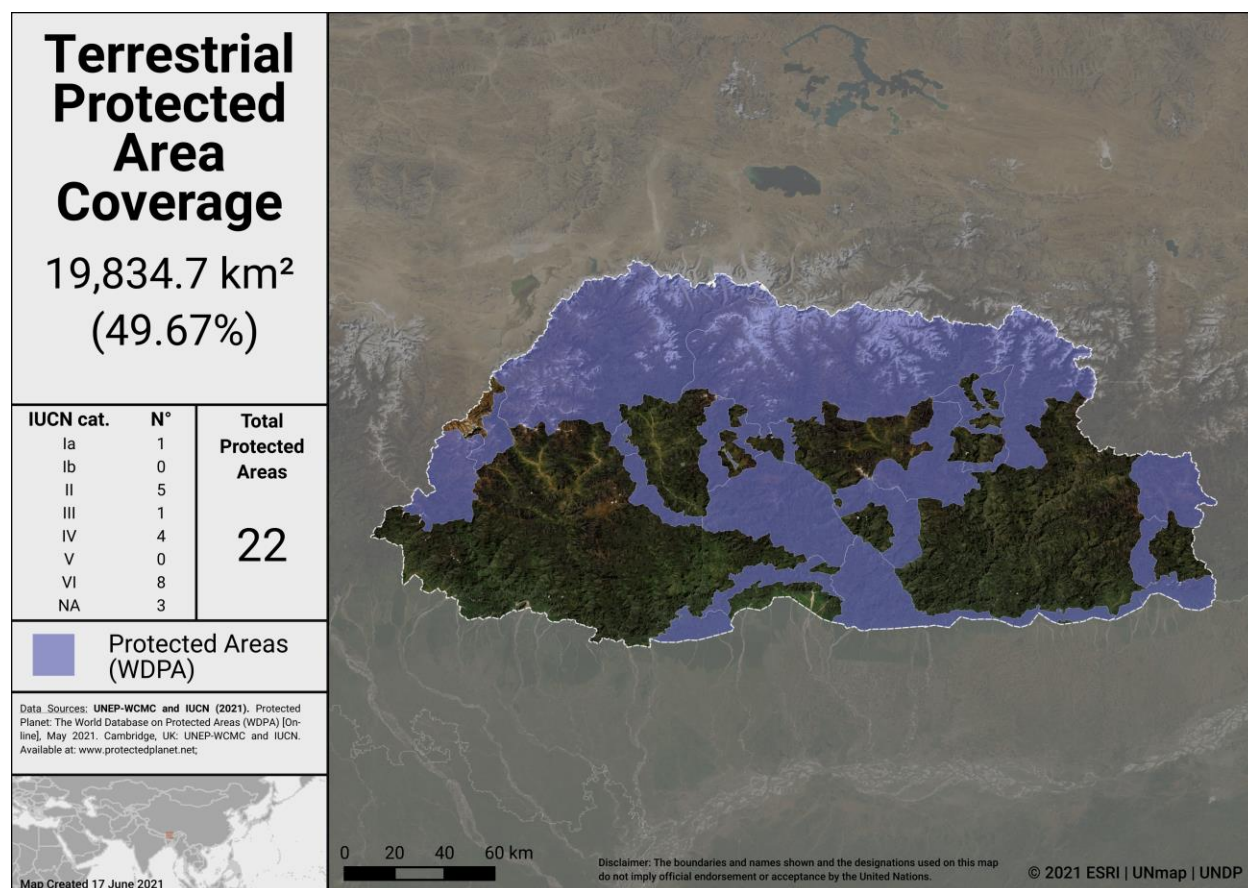 Terrestrial
Protected
Area
Coverage
19,834.7 km²
(49.67%)
IUCN cat. N°
Ia 1
Ib 0
II 5
III 1
IV 4
V 0
VI 8
NA 3
Total
Protected
Areas
22
Protected Areas
(WDPA)
Data Sources: UNEP-WCMC and IUCN (2021). Protected
Planet: The World Database on Protected Areas (WDPA) [On-
line], May 2021. Cambridge, UK: UNEP-WCMC and IUCN.
Available at: www.protectedplanet.net;
Map Created 17 June 2021
0 20 40 60 km
Disclaimer: The boundaries and names shown and the designations used on this map
do not imply official endorsement or acceptance by the United Nations.
© 2021 ESRI | UNmap | UNDP